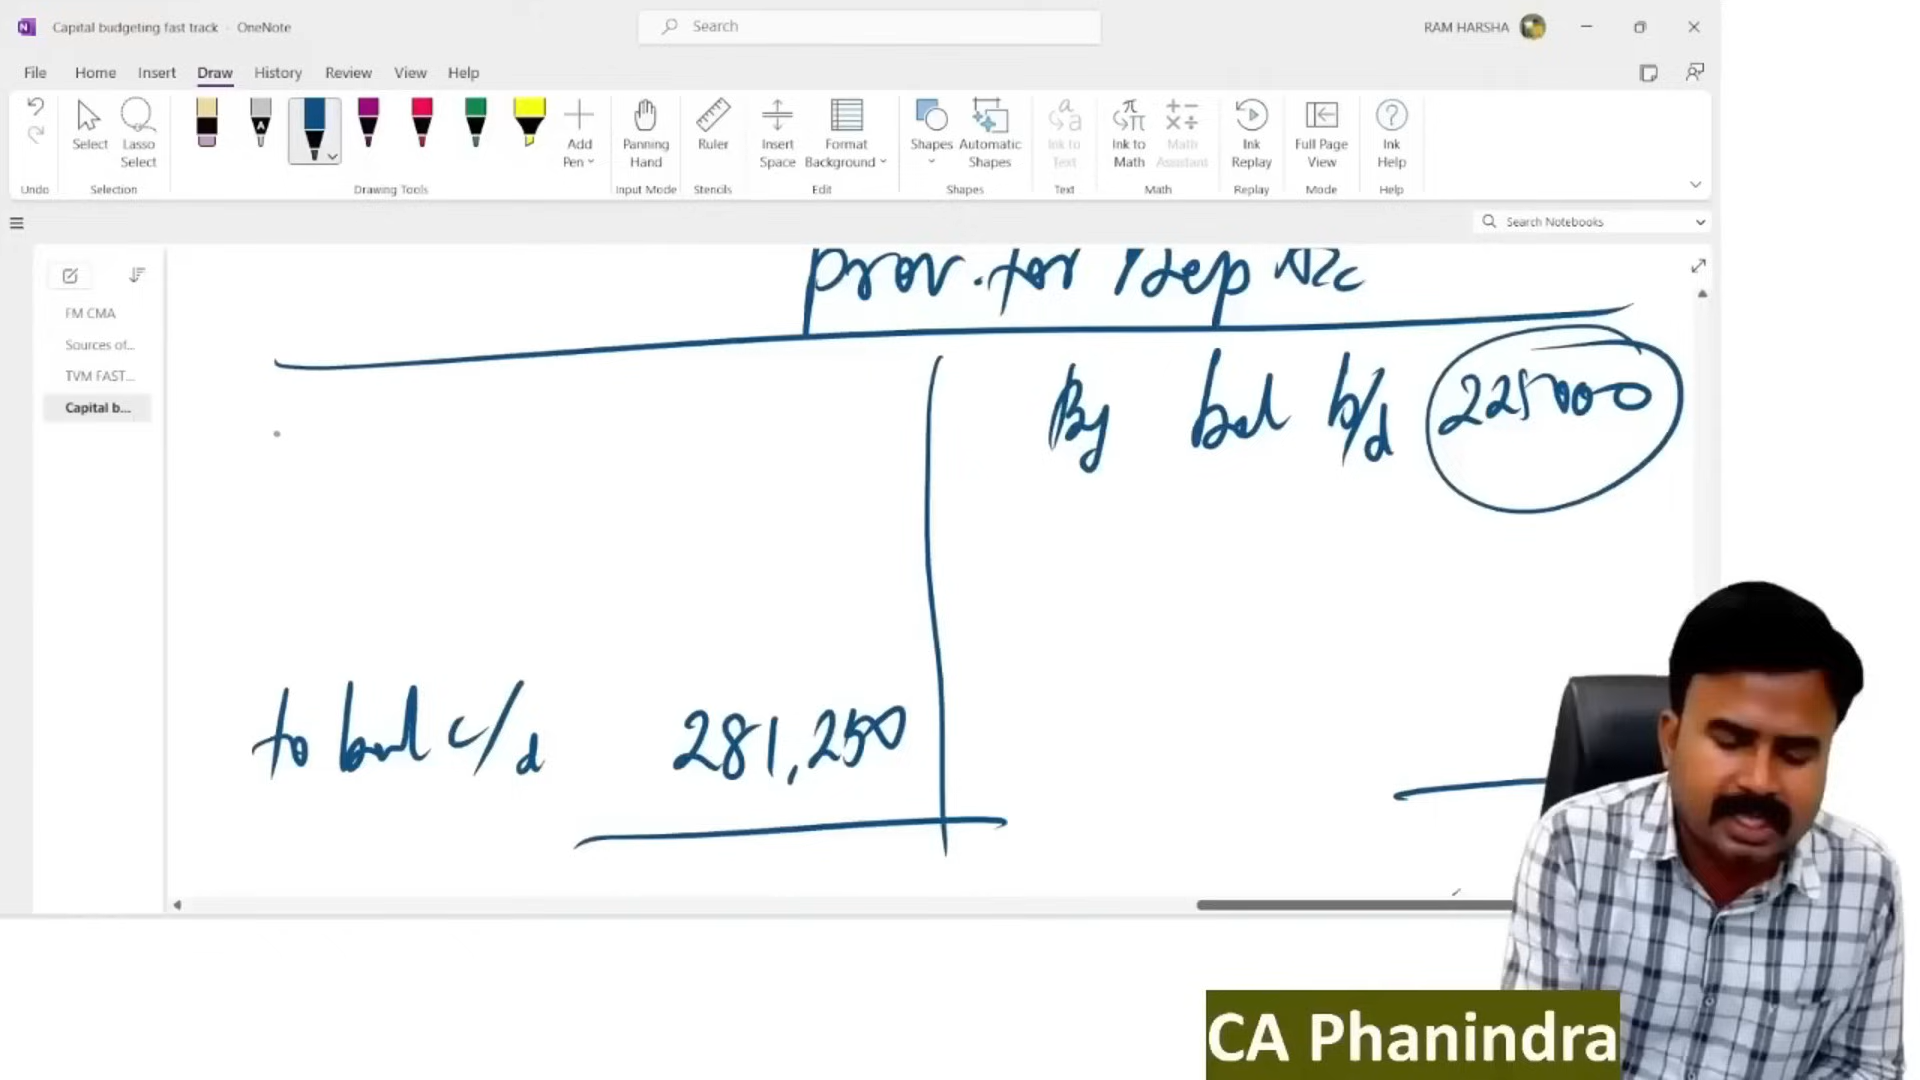 Capital budgeting fast track - OneNote
Search
RAM HARSHA
File Home Insert Draw History Review View Help
Select Lasso Select Add Pen Panning Hand Ruler Insert Space Format Background Shapes Automatic Shapes Ink to Text Ink to Math Math Assistant Ink Replay Full Page View Ink Help
Undo Selection Drawing Tools Input Mode Stencils Edit Shapes Text Math Replay Mode Help
Search Notebooks
FM CMA
Sources of...
TVM FAST...
Capital b...
prov. for Dep A/c
By bal b/d 225000
to bal c/d 281,250
CA Phanindra